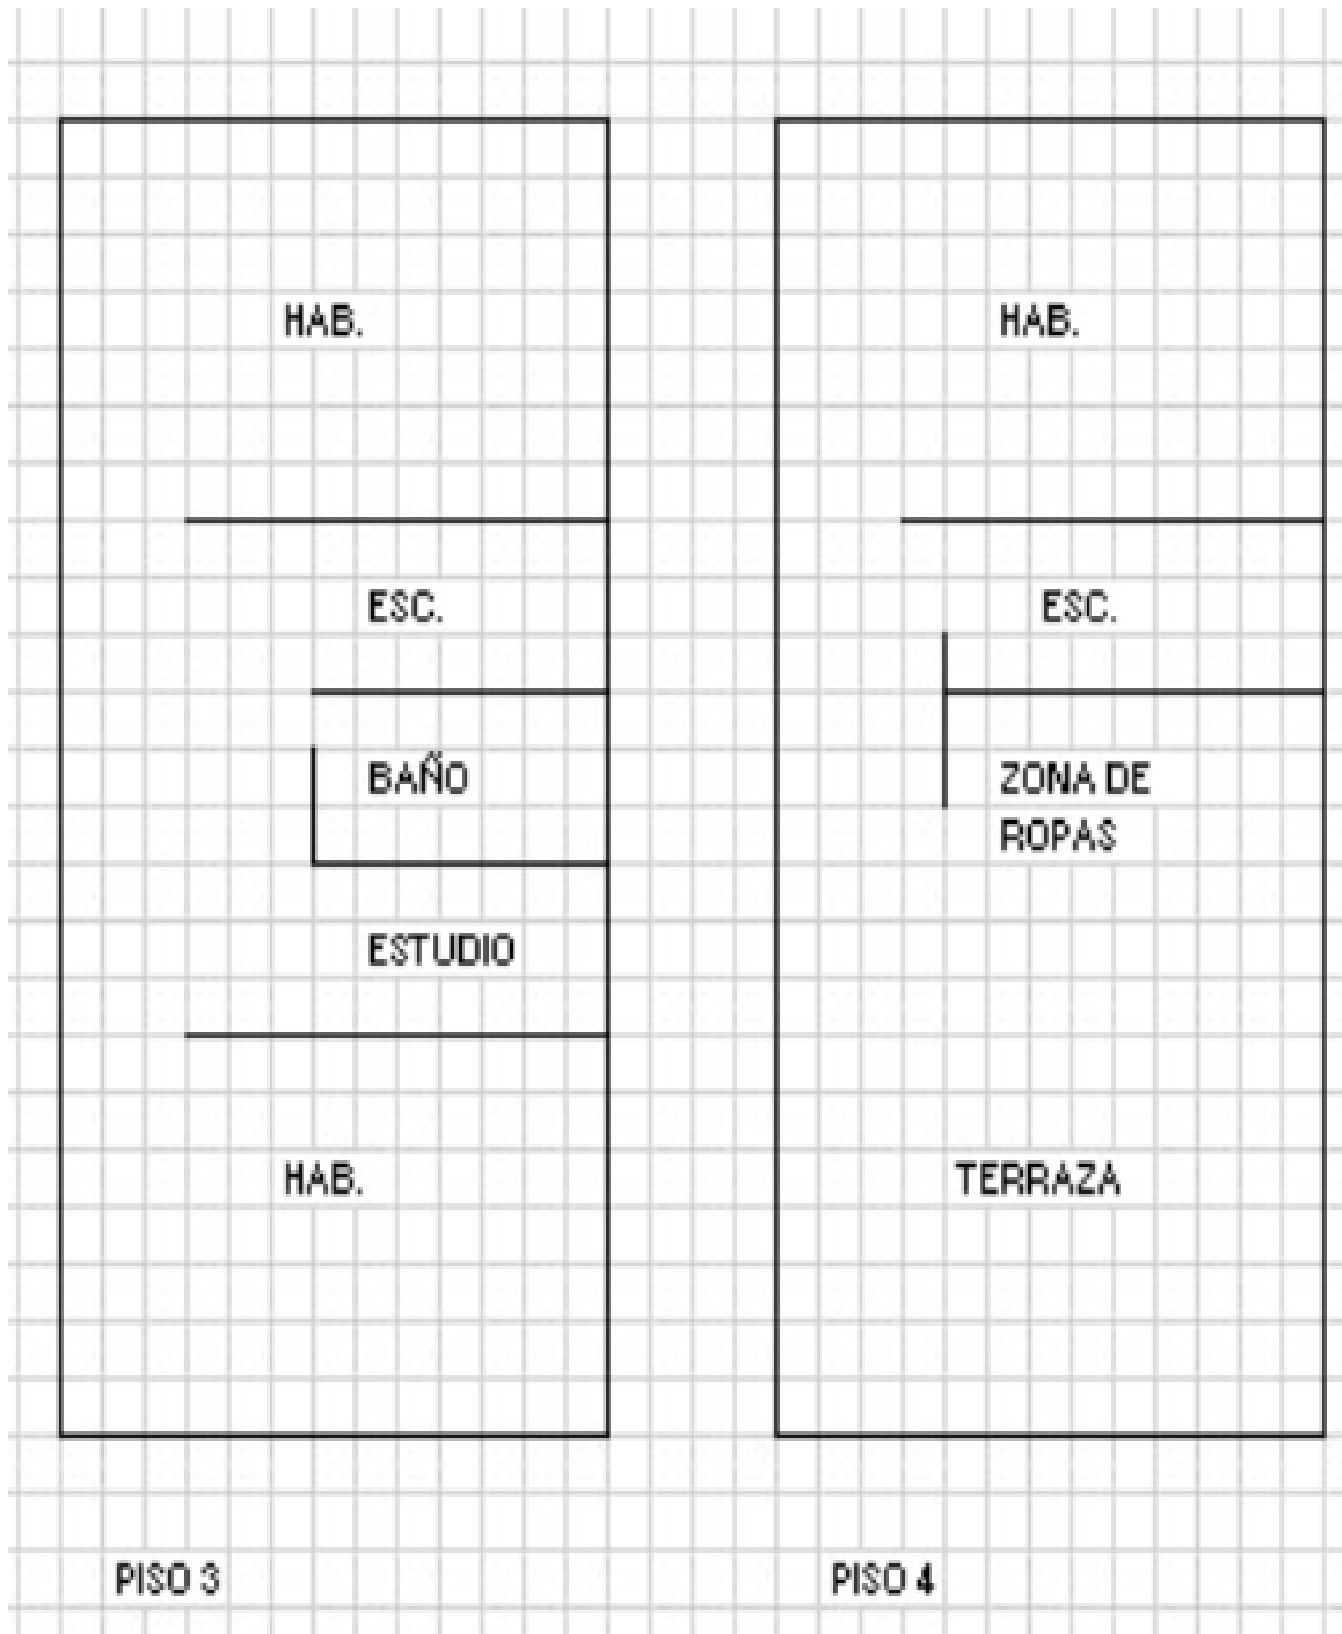 HAB.
ESC.
BAÑO
ESTUDIO
HAB.
PISO 3
HAB.
ESC.
ZONA DE
ROPAS
TERRAZA
PISO 4